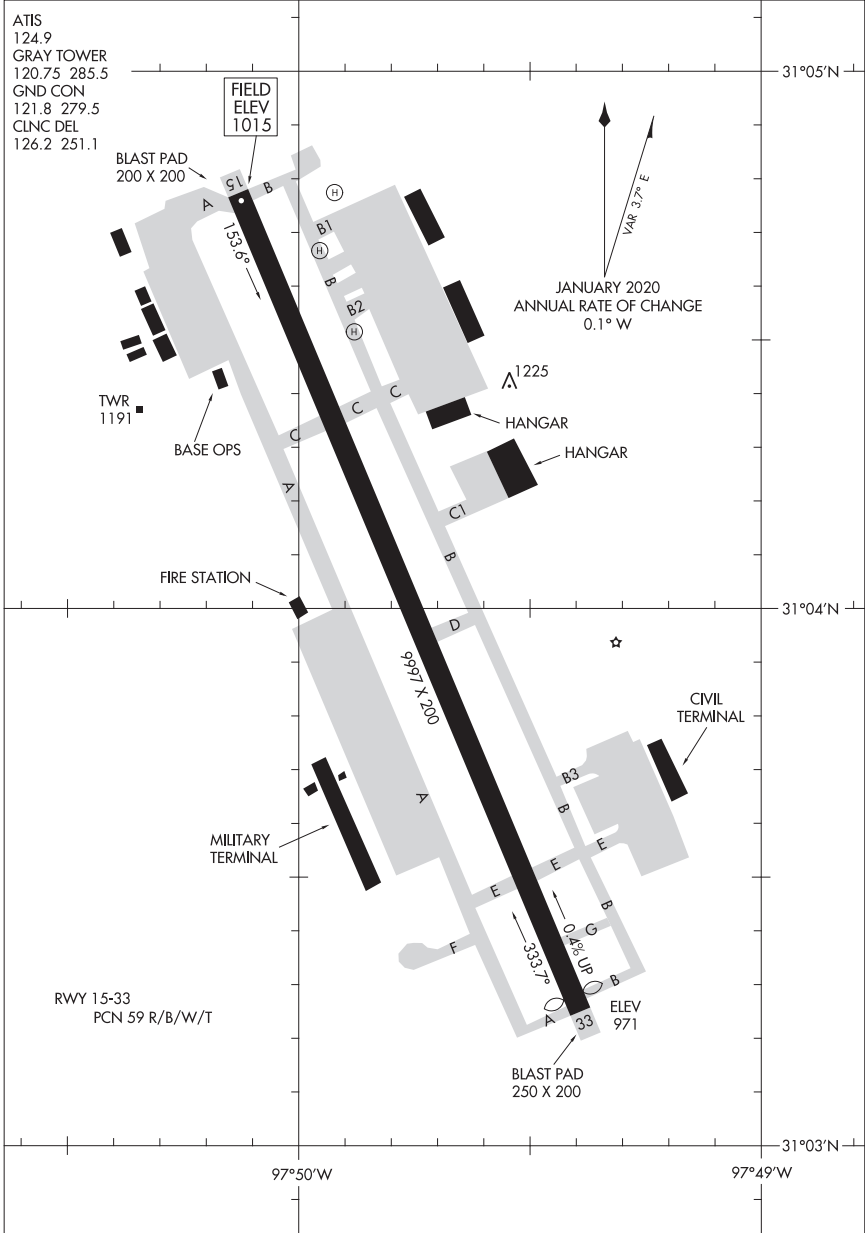 ATIS
124.9
GRAY TOWER
120.75 285.5
GND CON
121.8 279.5
CLNC DEL
126.2 251.1
31°05'
FIELD
ELEV
1015
BLAST PAD
200 X 200
15
A
B
H
VAR 3.7° E
B1
153.6°
H
B
JANUARY 2020
ANNUAL RATE OF CHANGE
0.1° W
B2
H
1225
C
C
C
TWR
1191
HANGAR
BASE OPS
HANGAR
A
C1
B
FIRE STATION
31°04'
D
9997 X 200
CIVIL
TERMINAL
B3
A
B
MILITARY
TERMINAL
E
E
E
B
G
F
333.7°
0.4% UP
B
RWY 15-33
PCN 59 R/B/W/T
A
33
ELEV
971
BLAST PAD
250 X 200
31°03'N
97°50'W
97°49'W